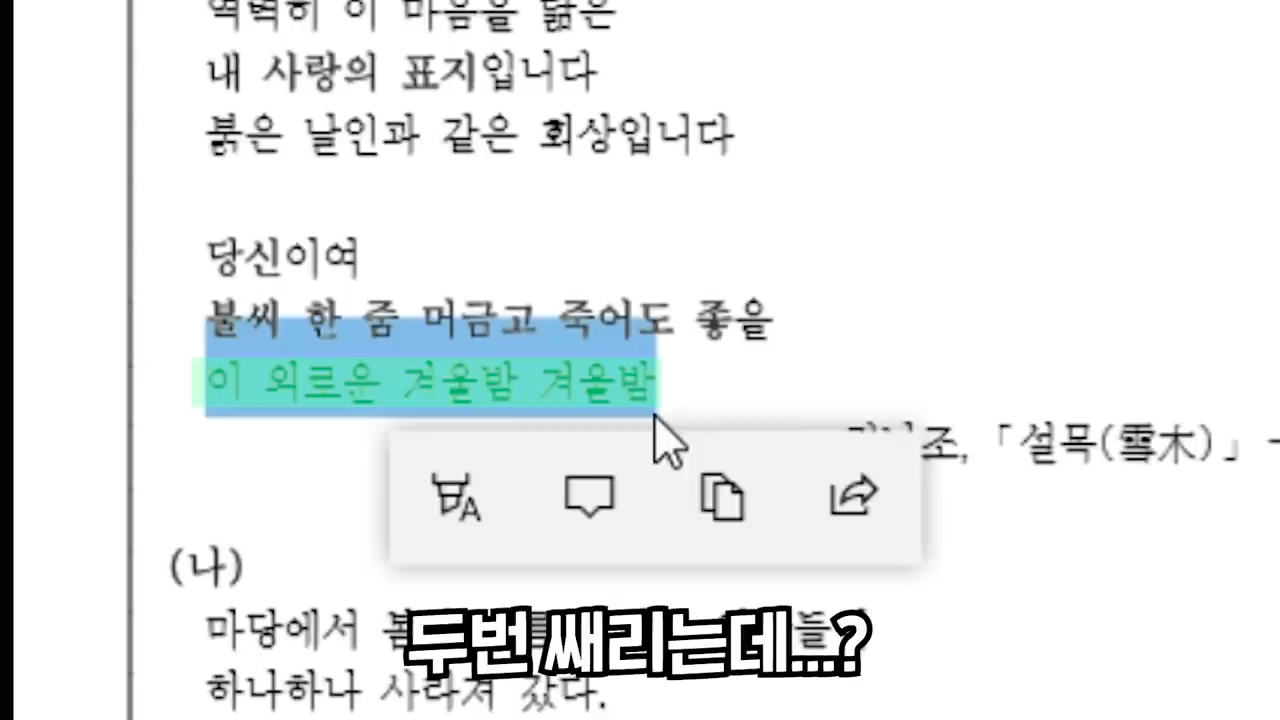 역력히 이 마음을 닮은
내 사랑의 표지입니다
붉은 날인과 같은 회상입니다
당신이여
불씨 한 줌 머금고 죽어도 좋을
이 외로운 겨울밤 겨울밤
조, 「설목(雪木)」
(나)
마당에서 봄
하나하나 사라져 갔다.
두번 쌔리는데...?